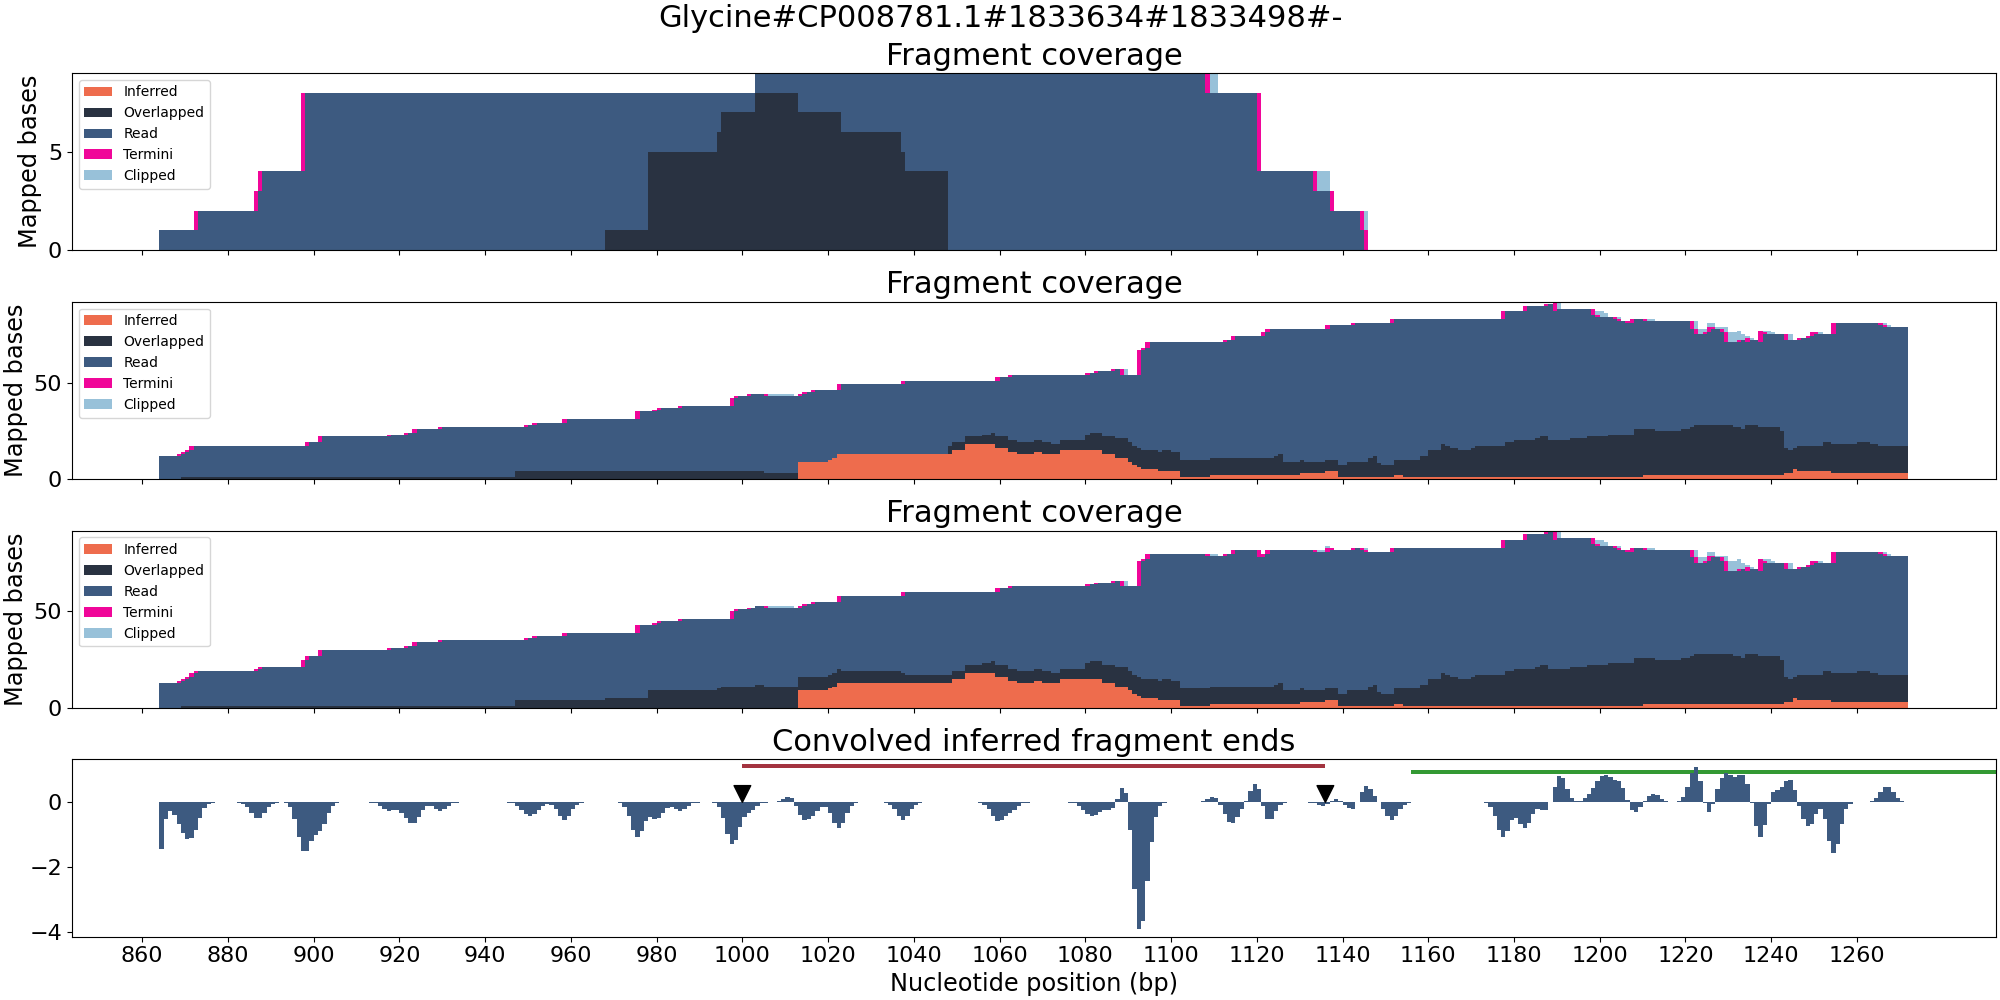 Glycine#CP008781.1#1833634#1833498#-
Fragment coverage
Mapped bases
5
0
Inferred
Overlapped
Read
Termini
Clipped
Fragment coverage
Mapped bases
50
0
Inferred
Overlapped
Read
Termini
Clipped
Fragment coverage
Mapped bases
50
0
Inferred
Overlapped
Read
Termini
Clipped
Convolved inferred fragment ends
0
−2
−4
860 880 900 920 940 960 980 1000 1020 1040 1060 1080 1100 1120 1140 1160 1180 1200 1220 1240 1260
Nucleotide position (bp)